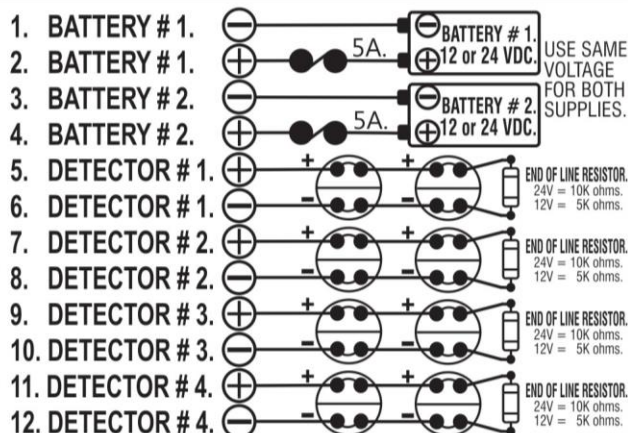 1. BATTERY # 1.
2. BATTERY # 1.
3. BATTERY # 2.
4. BATTERY # 2.
5. DETECTOR # 1.
6. DETECTOR # 1.
7. DETECTOR # 2.
8. DETECTOR # 2.
9. DETECTOR # 3.
10. DETECTOR # 3.
11. DETECTOR # 4.
12. DETECTOR # 4.
5A.
5A.
BATTERY # 1.
12 or 24 VDC.
BATTERY # 2.
12 or 24 VDC.
USE SAME
VOLTAGE
FOR BOTH
SUPPLIES.
END OF LINE RESISTOR.
24V = 10K ohms.
12V = 5K ohms.
END OF LINE RESISTOR.
24V = 10K ohms.
12V = 5K ohms.
END OF LINE RESISTOR.
24V = 10K ohms.
12V = 5K ohms.
END OF LINE RESISTOR.
24V = 10K ohms.
12V = 5K ohms.